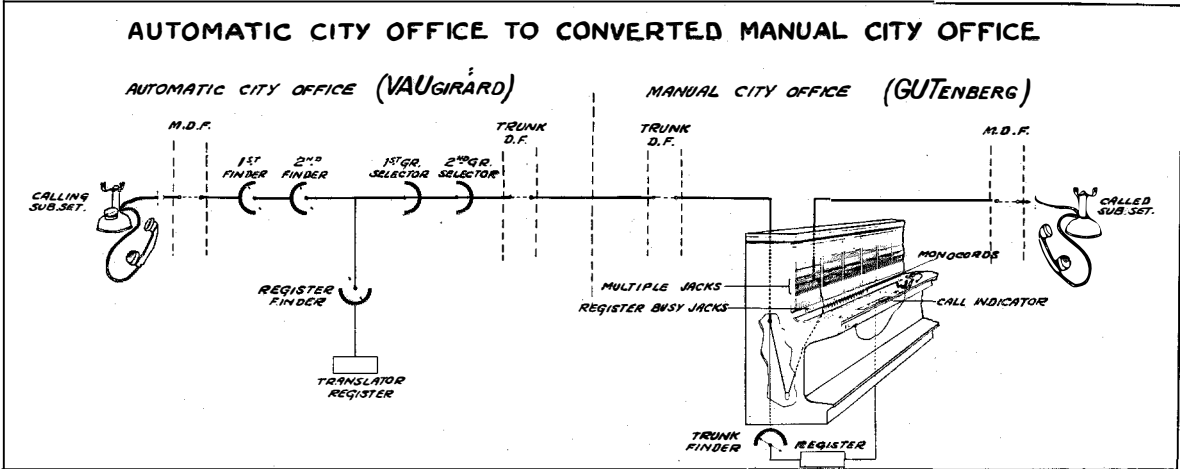 AUTOMATIC CITY OFFICE TO CONVERTED MANUAL CITY OFFICE
AUTOMATIC CITY OFFICE (VAUGIRARD)
MANUAL CITY OFFICE (GUTENBERG)
M.D.F.
TRUNK
D.F.
TRUNK
D.F.
M.D.F.
1ST
FINDER
2ND
FINDER
1ST GR.
SELECTOR
2ND GR.
SELECTOR
CALLING
SUB.SET.
CALLED
SUB.SET.
REGISTER
FINDER
TRANSLATOR
REGISTER
MONOCORDS
MULTIPLE JACKS
CALL INDICATOR
REGISTER BUSY JACKS
TRUNK
FINDER
REGISTER